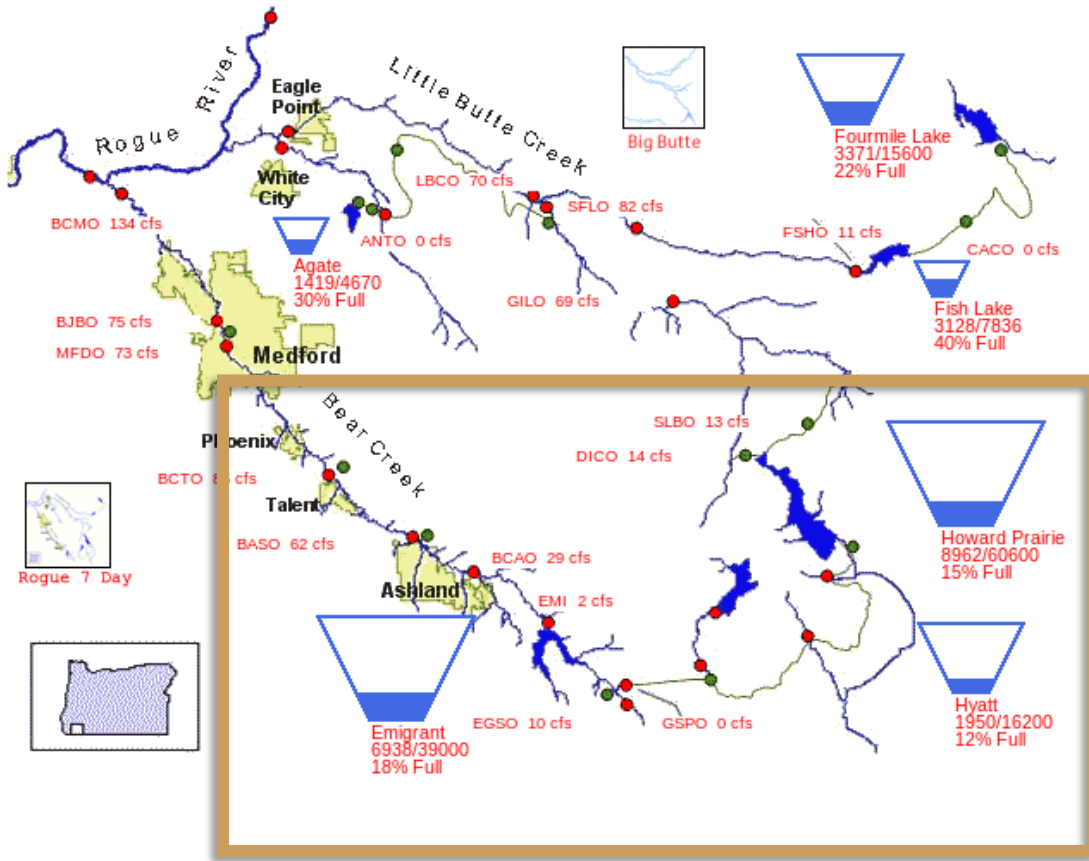 Rogue River
Eagle
Point
Little Butte Creek
Big Butte
Fourmile Lake
3371/15600
22% Full
White
City
LBCO 70 cfs
SFLO 82 cfs
BCMO 134 cfs
ANTO 0 cfs
FSHO 11 cfs
CACO 0 cfs
Agate
1419/4670
30% Full
GILO 69 cfs
Fish Lake
3128/7836
40% Full
BJBO 75 cfs
MFDO 73 cfs
Medford
Bear Creek
SLBO 13 cfs
Phoenix
DICO 14 cfs
BCTO cfs
Talent
Howard Prairie
8962/60600
15% Full
BASO 62 cfs
BCAO 29 cfs
Rogue 7 Day
Ashland
EMI 2 cfs
Hyatt
1950/16200
12% Full
EGSO 10 cfs
GSPO 0 cfs
Emigrant
6938/39000
18% Full